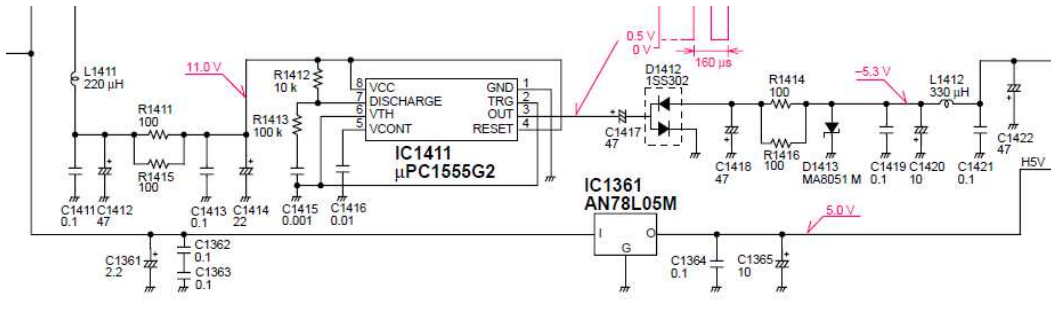 0.5 V
0 V
160 µs
L1411
220 µH
11.0 V
R1412
10 k
8
VCC
7
DISCHARGE
6
VTH
5
VCONT
GND
1
TRG
2
OUT
3
RESET
4
IC1411
µPC1555G2
D1412
1SS302
R1414
100
–5.3 V
L1412
330 µH
R1411
100
R1413
100 k
+
C1417
47
R1415
100
R1416
100
D1413
MA8051 M
+
C1418
47
C1419
0.1
+
C1420
10
C1421
0.1
+
C1422
47
H5V
C1411
0.1
+
C1412
47
C1413
0.1
+
C1414
22
C1415
0.001
C1416
0.01
IC1361
AN78L05M
I
O
G
5.0 V
C1361
2.2
+
C1362
0.1
C1363
0.1
C1364
0.1
C1365
10
+